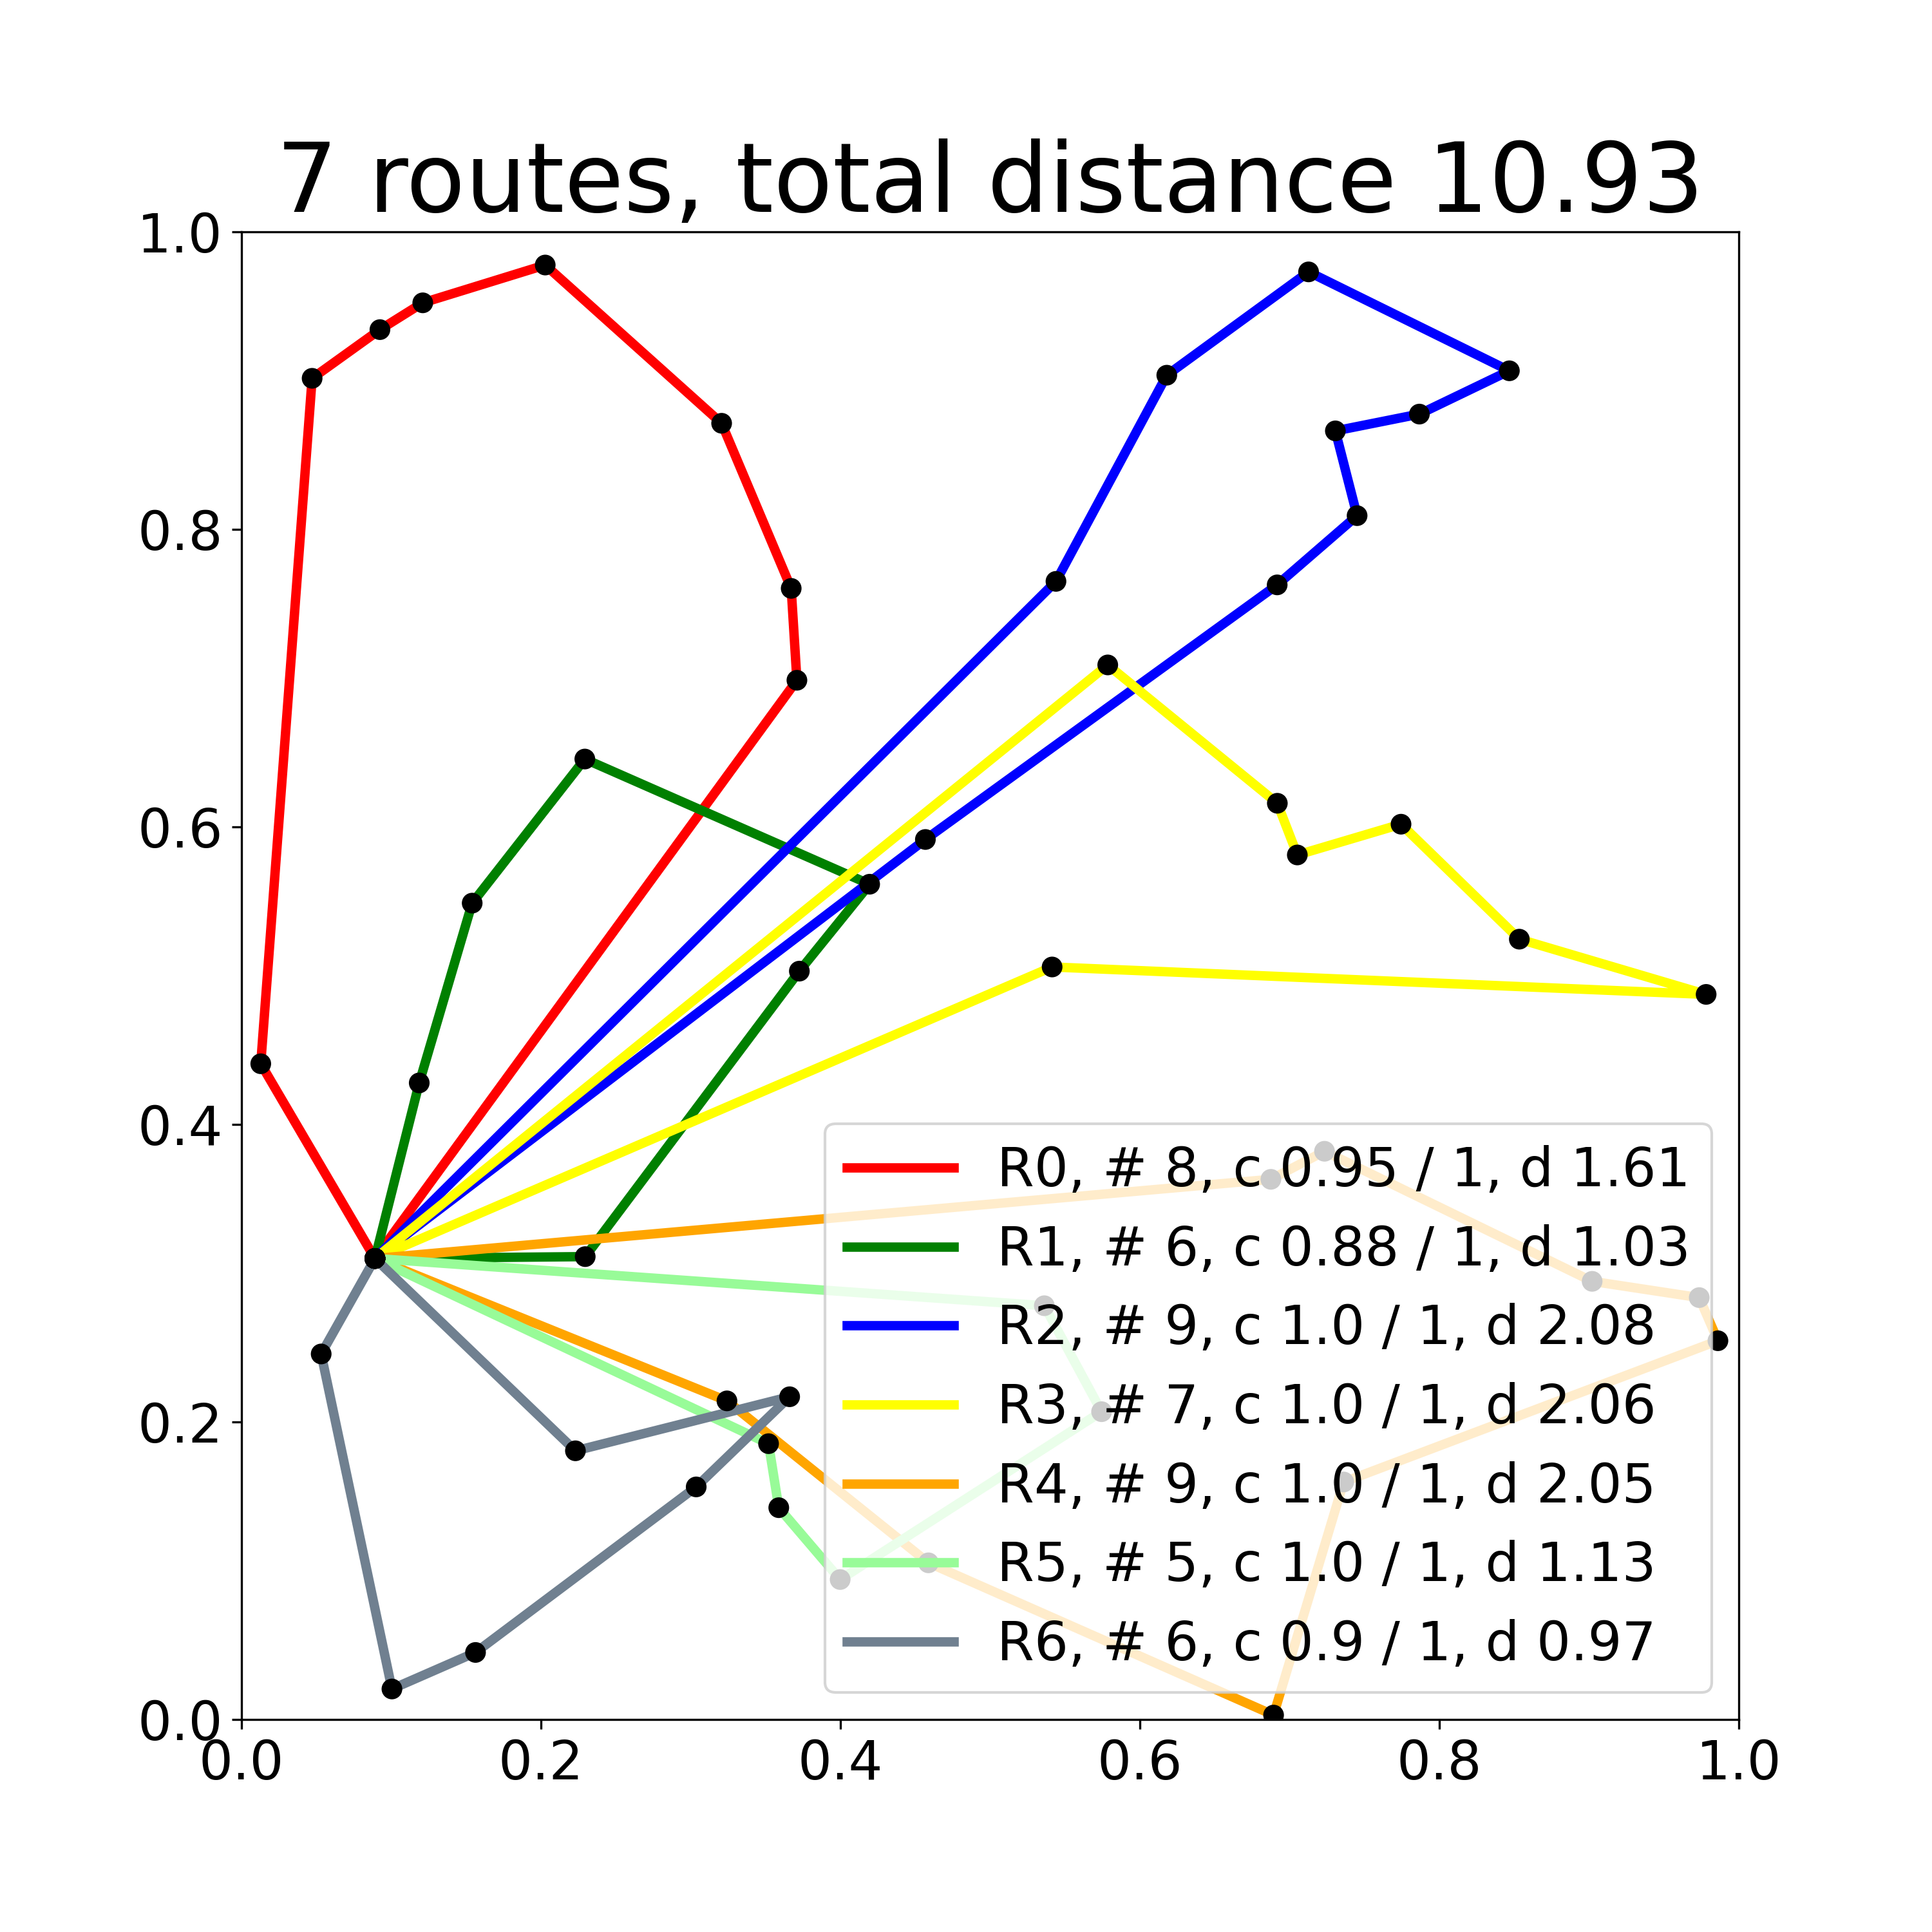 7 routes, total distance 10.93
1.0
0.8
0.6
0.4
0.2
0.0
R0, # 8, c 0.95 / 1, d 1.61
R1, # 6, c 0.88 / 1, d 1.03
R2, # 9, c 1.0 / 1, d 2.08
R3, # 7, c 1.0 / 1, d 2.06
R4, # 9, c 1.0 / 1, d 2.05
R5, # 5, c 1.0 / 1, d 1.13
R6, # 6, c 0.9 / 1, d 0.97
0.0 0.2 0.4 0.6 0.8 1.0